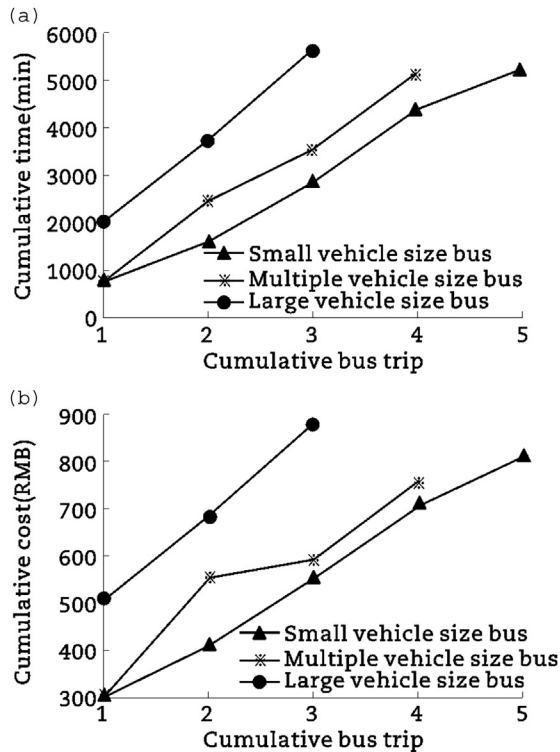 (a)
6000
5000
4000
3000
2000
1000
0
Cumulative time(min)
Small vehicle size bus
Multiple vehicle size bus
Large vehicle size bus
1 2 3 4 5
Cumulative bus trip
(b)
900
800
700
600
500
400
300
Cumulative cost(RMB)
Small vehicle size bus
Multiple vehicle size bus
Large vehicle size bus
1 2 3 4 5
Cumulative bus trip